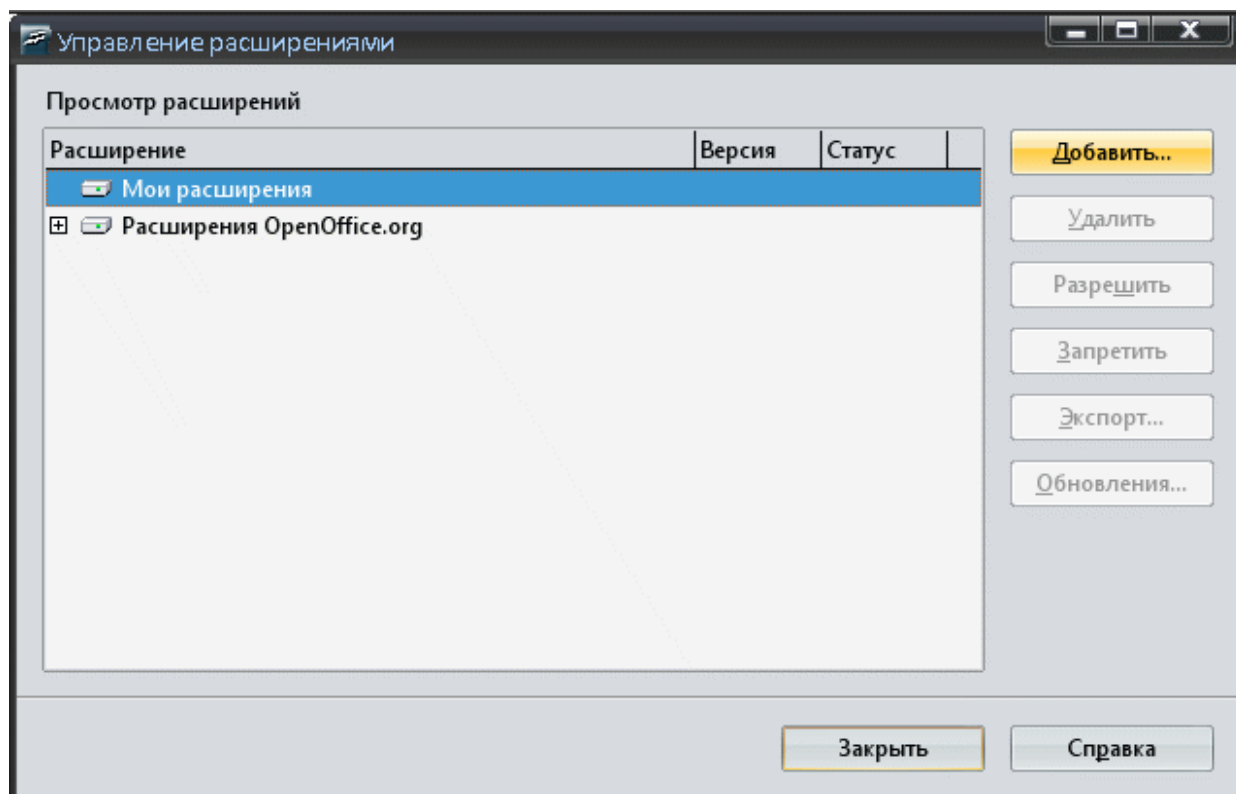 Управление расширениями
Просмотр расширений
Расширение Версия Статус
Мои расширения
Расширения OpenOffice.org
Добавить...
Удалить
Разрешить
Запретить
Экспорт...
Обновления...
Закрыть Справка